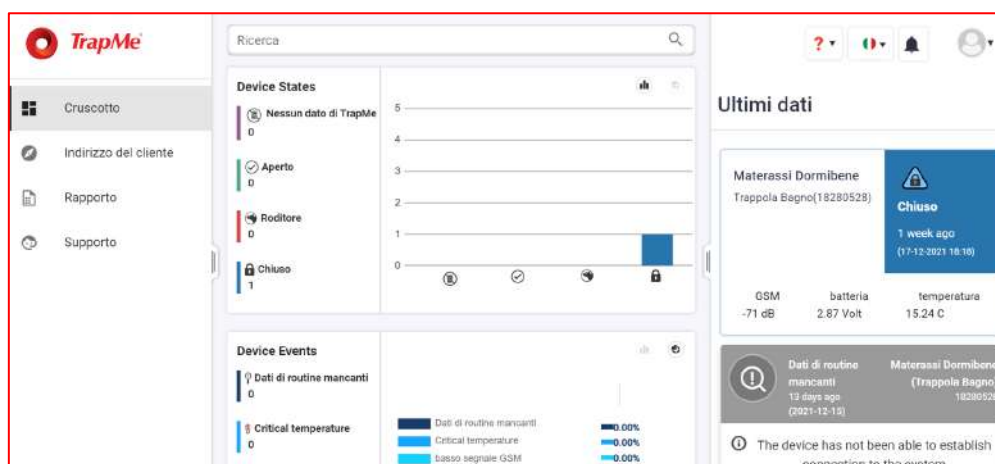 TrapMe
Ricerca
? 
Cruscotto
Indirizzo del cliente
Rapporto
Supporto
Device States
Nessun dato di TrapMe
0
Aperto
0
Roditore
0
Chiuso
1
5
4
3
2
1
0
Device Events
Dati di routine mancanti
0
Critical temperature
0
Dati di routine mancanti 0.00%
Critical temperature 0.00%
basso segnale GSM 0.00%
Ultimi dati
Materassi Dormibene
Trappola Bagno(18280528)
Chiuso
1 week ago
(17-12-2021 18:18)
GSM batteria temperatura
-71 dB 2.87 Volt 15.24 C
Dati di routine Materassi Dormibene
mancanti (Trappola Bagno)
13 days ago 18280528
(2021-12-15)
The device has not been able to establish
connection to the system